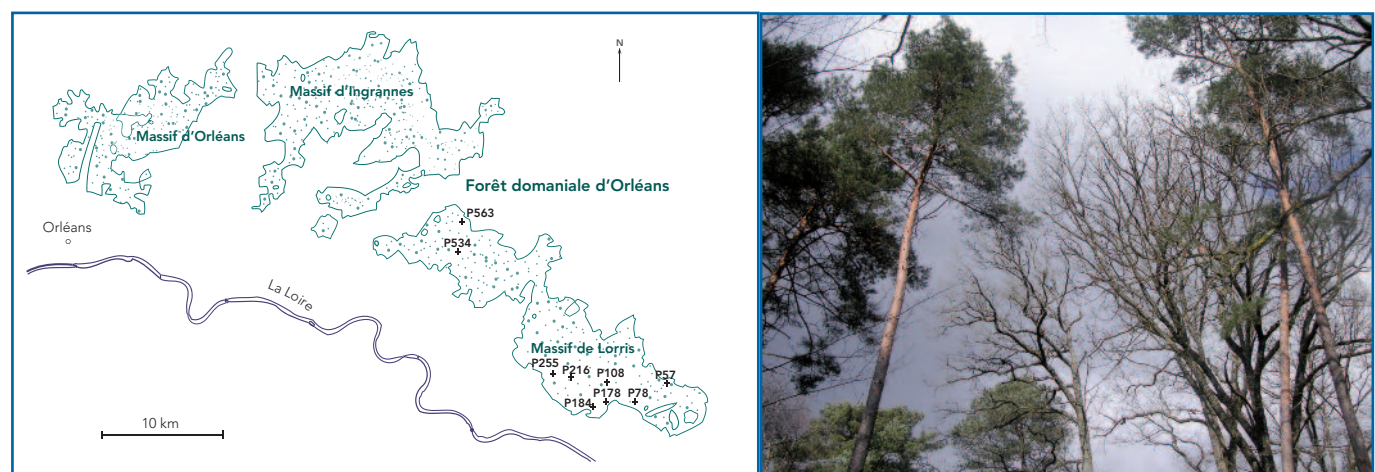 N
Massif d'Ingrannes
Massif d'Orléans
Forêt domaniale d'Orléans
P563
Orléans
P534
La Loire
Massif de Lorris
P255
P216
P108
P57
P184
P178
P78
10 km